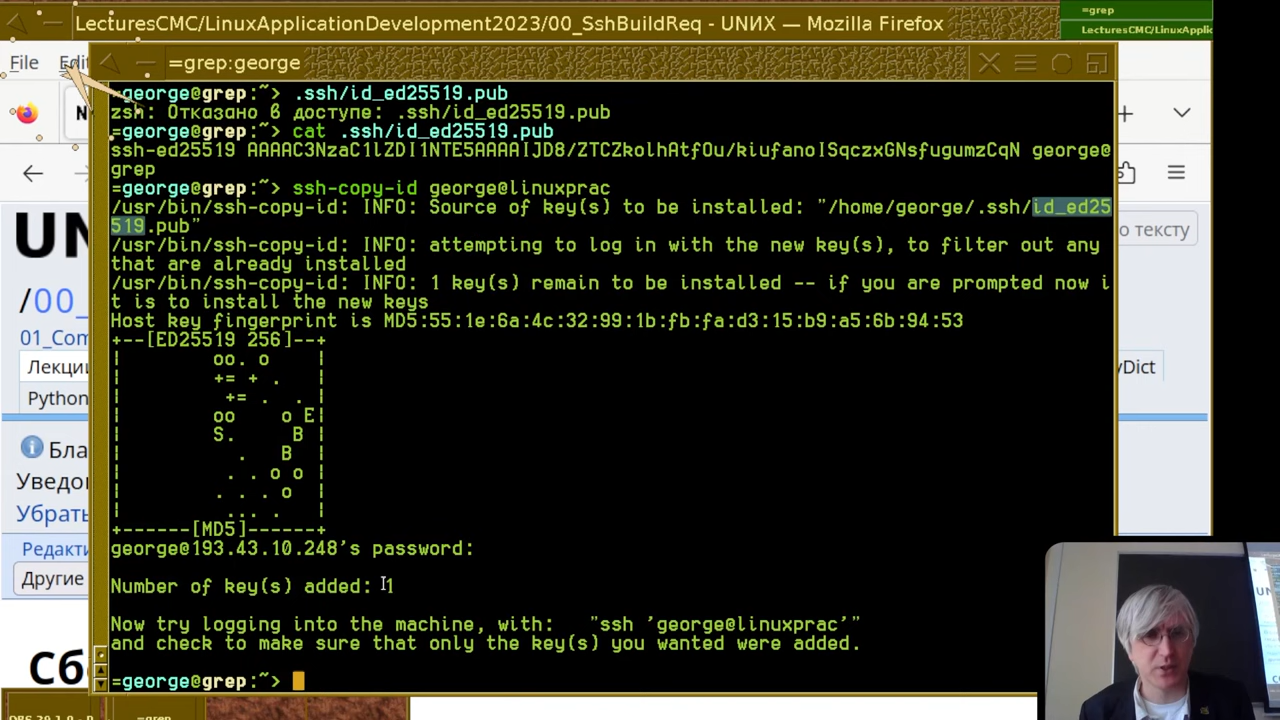 LecturesCMC/LinuxApplicationDevelopment2023/00_SshBuildReq - UNИX — Mozilla Firefox
=grep
LecturesCMC/LinuxApplic
File Edit
=grep:george
=george@grep:~> .ssh/id_ed25519.pub
zsh: Отказано в доступе: .ssh/id_ed25519.pub
=george@grep:~> cat .ssh/id_ed25519.pub
ssh-ed25519 AAAAC3NzaC1lZDI1NTE5AAAAIJD8/ZTCZkolhAtfOu/kiufanoISqczxGNsfugumzCqN george@
grep
=george@grep:~> ssh-copy-id george@linuxprac
/usr/bin/ssh-copy-id: INFO: Source of key(s) to be installed: "/home/george/.ssh/id_ed25
519.pub"
/usr/bin/ssh-copy-id: INFO: attempting to log in with the new key(s), to filter out any
that are already installed
/usr/bin/ssh-copy-id: INFO: 1 key(s) remain to be installed -- if you are prompted now i
t is to install the new keys
Host key fingerprint is MD5:55:1e:6a:4c:32:99:1b:fb:fa:d3:15:b9:a5:6b:94:53
+--[ED25519 256]--+
|        oo. o    |
|        += + .   |
|         += .  . |
|        oo    o E|
|        S.     B |
|          .   B  |
|         . . o o |
|        . . . o  |
|         ... .   |
+------[MD5]------+
george@193.43.10.248's password:
Number of key(s) added: 1
Now try logging into the machine, with:   "ssh 'george@linuxprac'"
and check to make sure that only the key(s) you wanted were added.
=george@grep:~>
N
UN
тексту
/00_
01_Com
Лекции
yDict
Python
Бла
Уведо
Убрать
Редакти
Другие
Сб
=grep